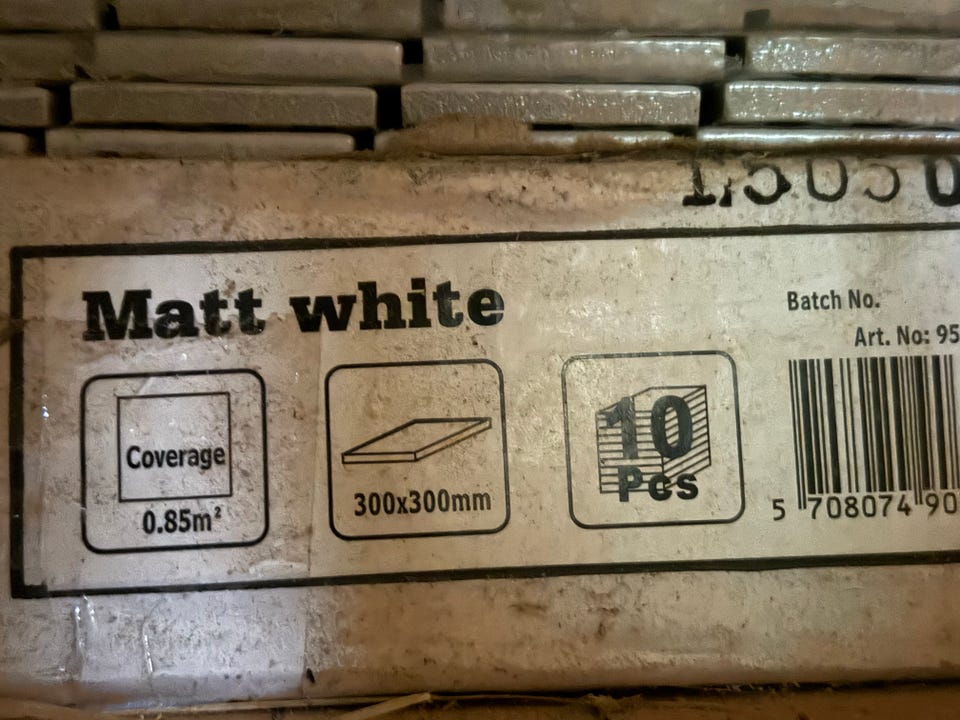 Matt white
Batch No.
Art. No: 95
Coverage
0.85m²
300x300mm
10
Pcs
5 708074 90